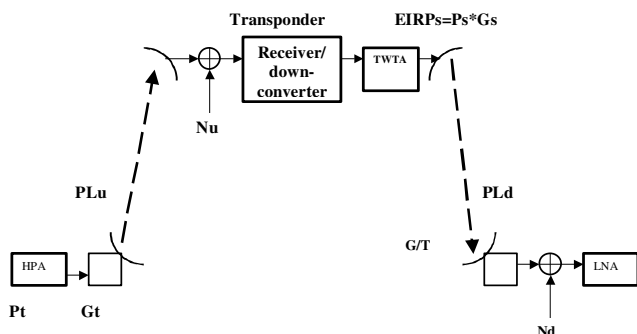 Transponder
EIRPs=Ps*Gs
Receiver/
down-
converter
TWTA
Nu
PLu
PLd
G/T
HPA
LNA
Pt
Gt
Nd